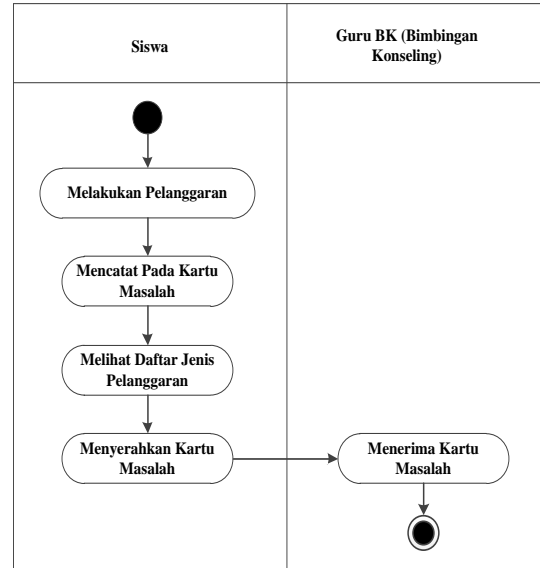 Siswa
Guru BK (Bimbingan
Konseling)
Melakukan Pelanggaran
Mencatat Pada Kartu
Masalah
Melihat Daftar Jenis
Pelanggaran
Menyerahkan Kartu
Masalah
Menerima Kartu
Masalah